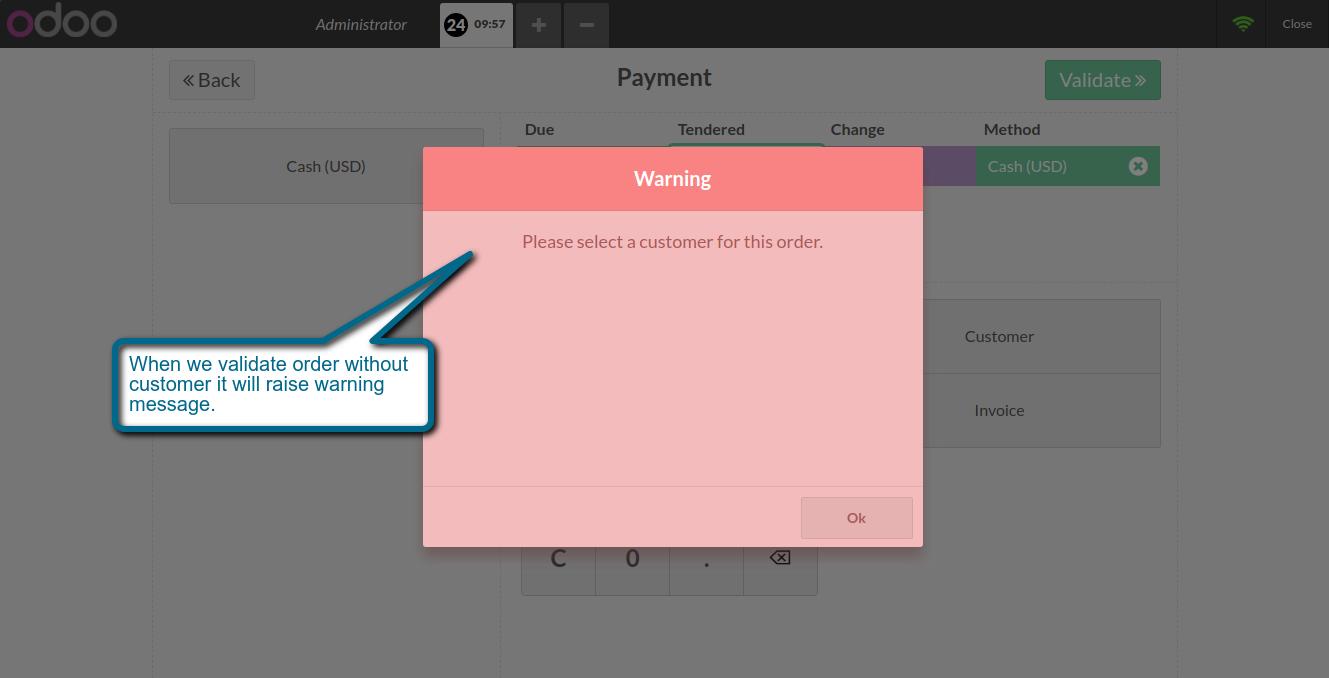 odoo
Administrator
24 09:57
+
−
Close
Back
Payment
Validate
Due Tendered Change Method
Cash (USD)
Cash (USD)
Warning
Please select a customer for this order.
When we validate order without
customer it will raise warning
message.
Customer
Invoice
Ok
C 0 .